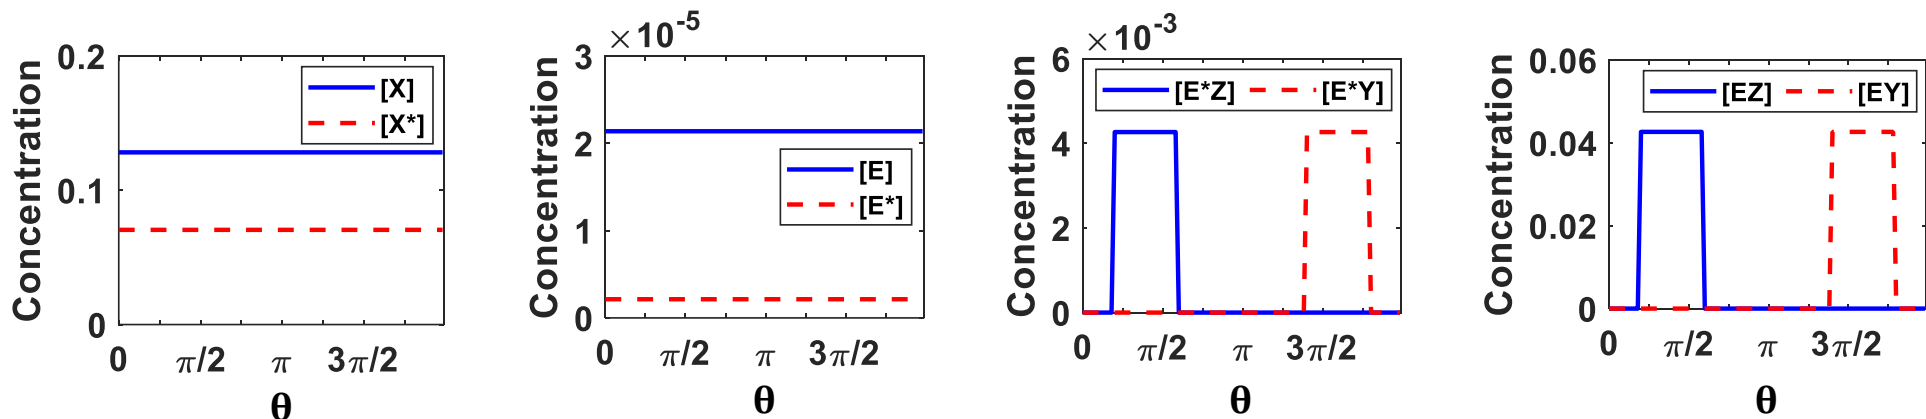 Concentration
0.2
0.1
0
[X]
[X*]
0 π/2 π 3π/2
θ
Concentration
×10-5
3
2
1
0
[E]
[E*]
0 π/2 π 3π/2
θ
Concentration
×10-3
6
4
2
0
[E*Z] [E*Y]
0 π/2 π 3π/2
θ
Concentration
0.06
0.04
0.02
0
[EZ] [EY]
0 π/2 π 3π/2
θ